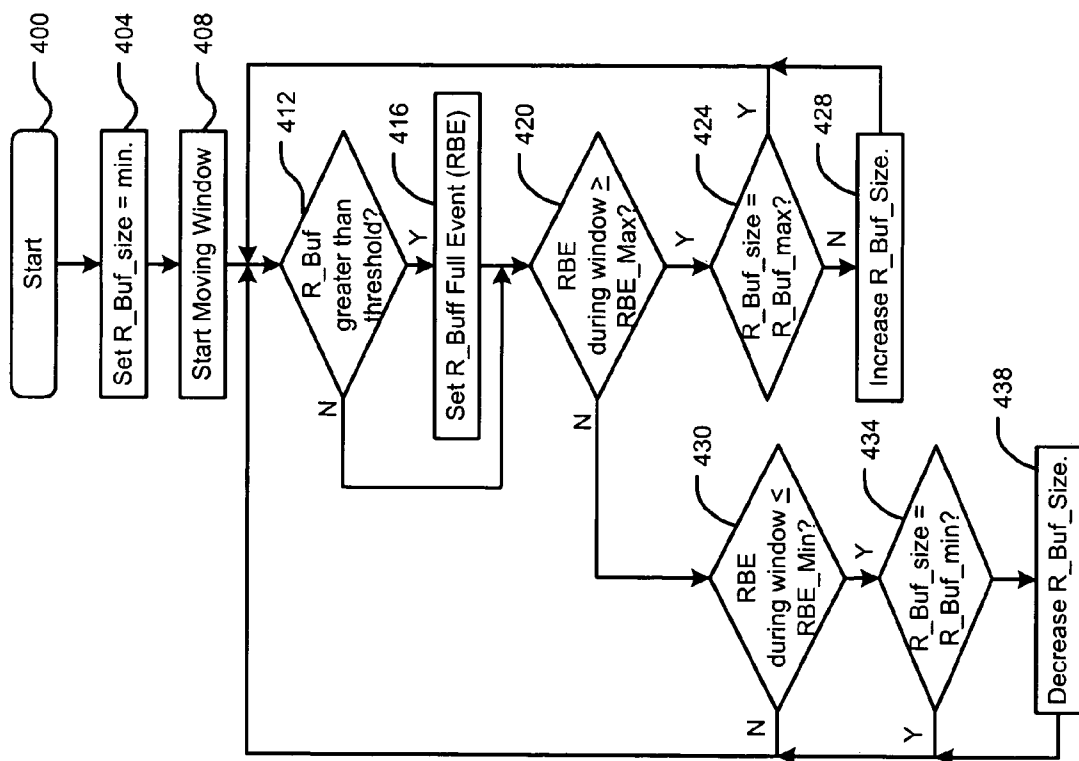 Start
400
Set R_Buf_size = min.
404
Start Moving Window
408
R_Buf
greater than
threshold?
412
N
Y
Set R_Buff Full Event (RBE)
416
RBE
during window ≥
RBE_Max?
420
N
Y
R_Buf_size =
R_Buf_max?
424
Y
N
Increase R_Buf_Size.
428
RBE
during window ≤
RBE_Min?
430
N
Y
R_Buf_size =
R_Buf_min?
434
Y
Decrease R_Buf_Size.
438